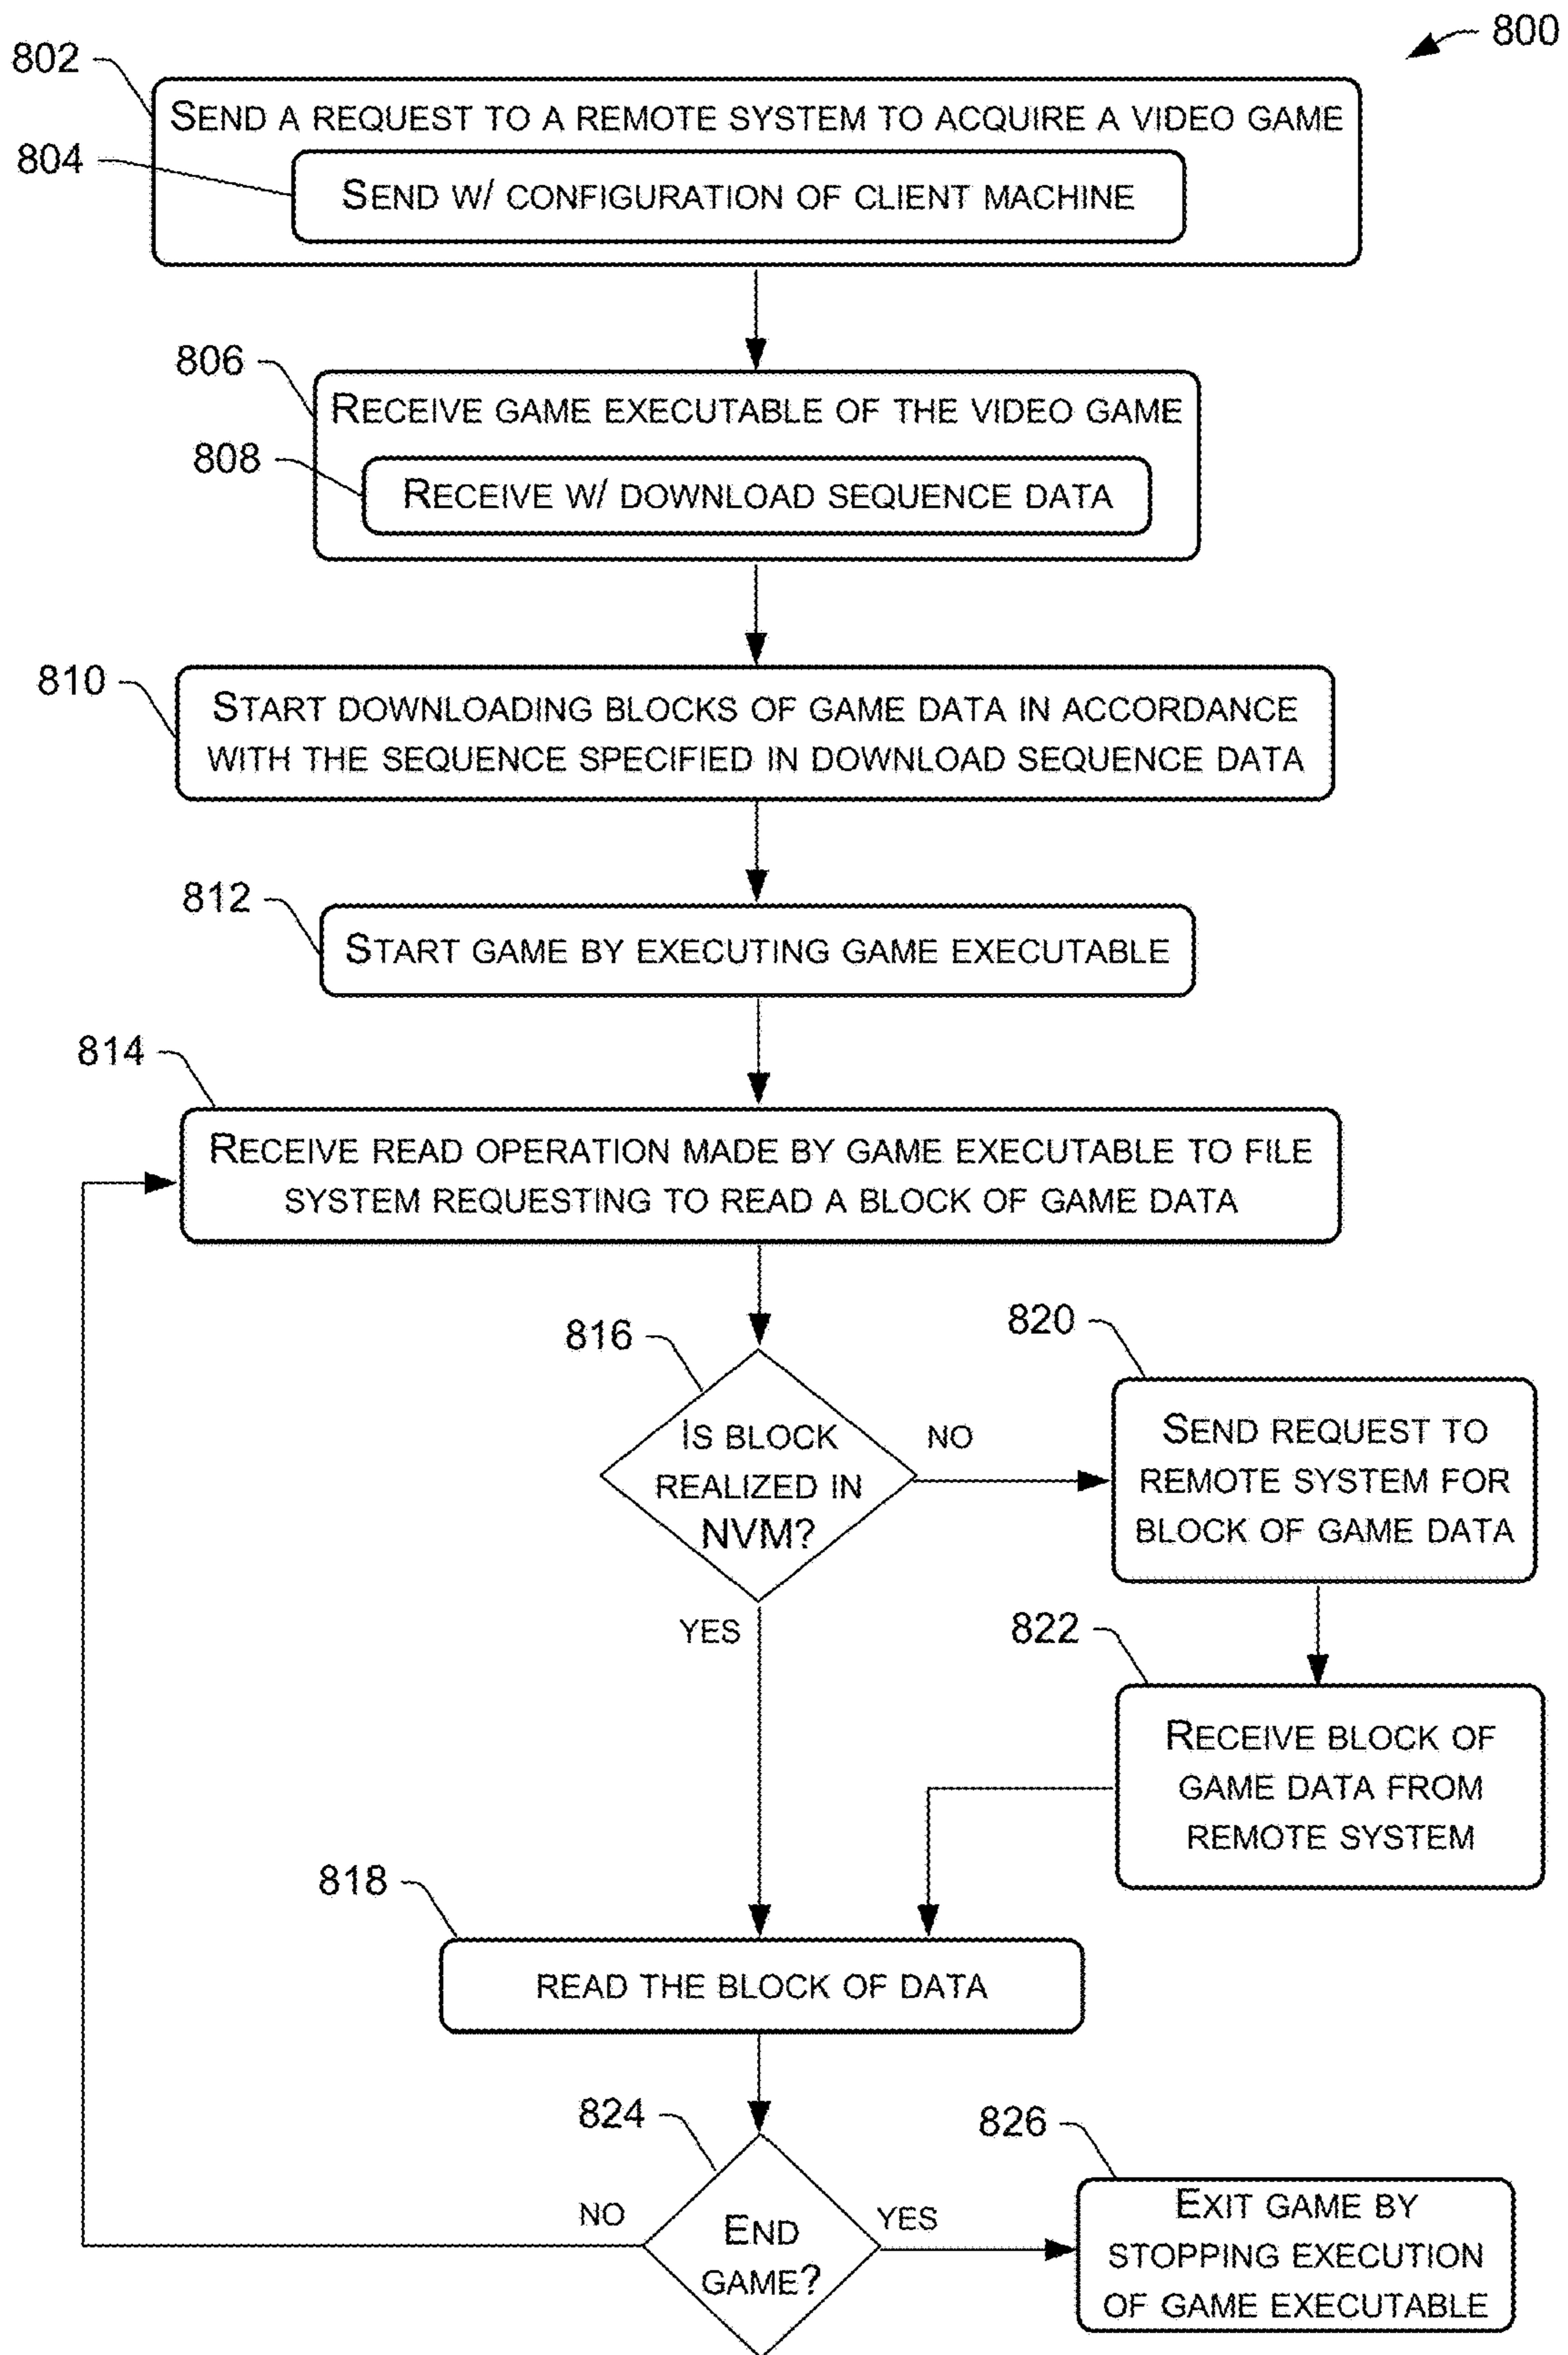 800
802
SEND A REQUEST TO A REMOTE SYSTEM TO ACQUIRE A VIDEO GAME
804
SEND W/ CONFIGURATION OF CLIENT MACHINE
806
RECEIVE GAME EXECUTABLE OF THE VIDEO GAME
808
RECEIVE W/ DOWNLOAD SEQUENCE DATA
810
START DOWNLOADING BLOCKS OF GAME DATA IN ACCORDANCE
WITH THE SEQUENCE SPECIFIED IN DOWNLOAD SEQUENCE DATA
812
START GAME BY EXECUTING GAME EXECUTABLE
814
RECEIVE READ OPERATION MADE BY GAME EXECUTABLE TO FILE
SYSTEM REQUESTING TO READ A BLOCK OF GAME DATA
816
IS BLOCK
REALIZED IN
NVM?
NO
YES
820
SEND REQUEST TO
REMOTE SYSTEM FOR
BLOCK OF GAME DATA
822
RECEIVE BLOCK OF
GAME DATA FROM
REMOTE SYSTEM
818
READ THE BLOCK OF DATA
824
END
GAME?
NO
YES
826
EXIT GAME BY
STOPPING EXECUTION
OF GAME EXECUTABLE